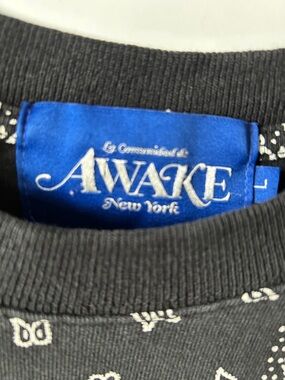 La Comunidad de
AWAKE
New York
L